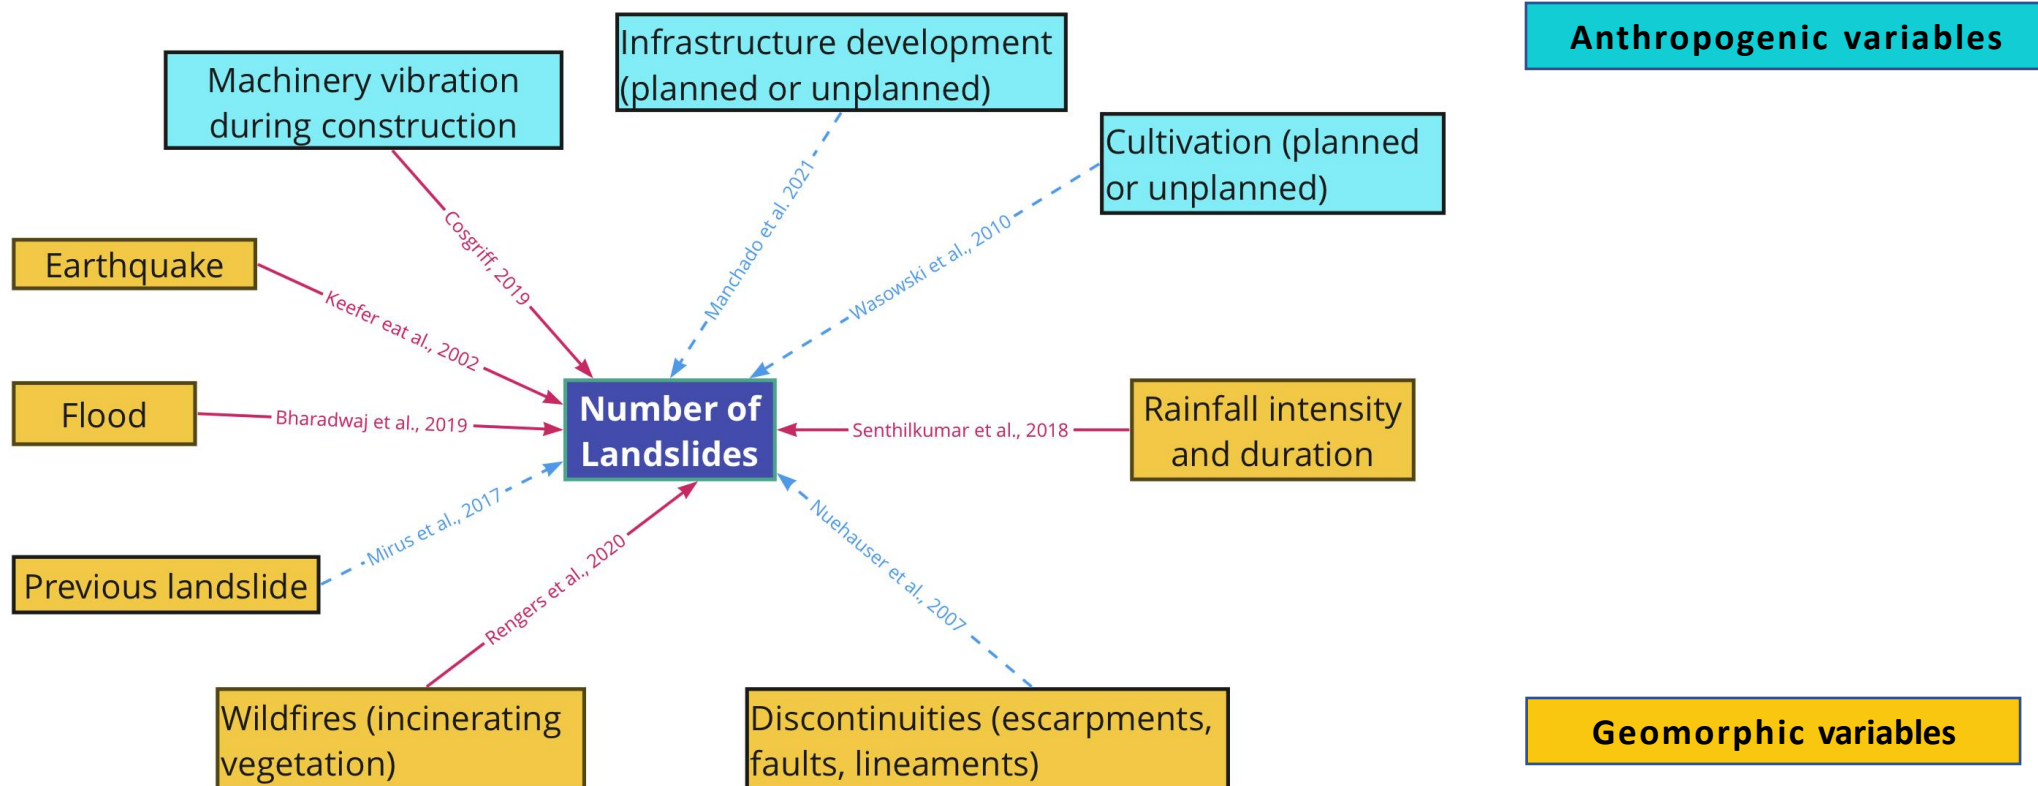 Anthropogenic variables
Infrastructure development
(planned or unplanned)
Machinery vibration
during construction
Cultivation (planned
or unplanned)
Manchado et al. 2021
Cosgriff, 2019
Wasowski et al., 2010
Earthquake
Keefer eat al., 2002
Flood
Bharadwaj et al., 2019
Number of
Landslides
Senthilkumar et al., 2018
Rainfall intensity
and duration
Mirus et al., 2017
Previous landslide
Rengers et al., 2020
Nuehauser et al., 2007
Wildfires (incinerating
vegetation)
Discontinuities (escarpments,
faults, lineaments)
Geomorphic variables